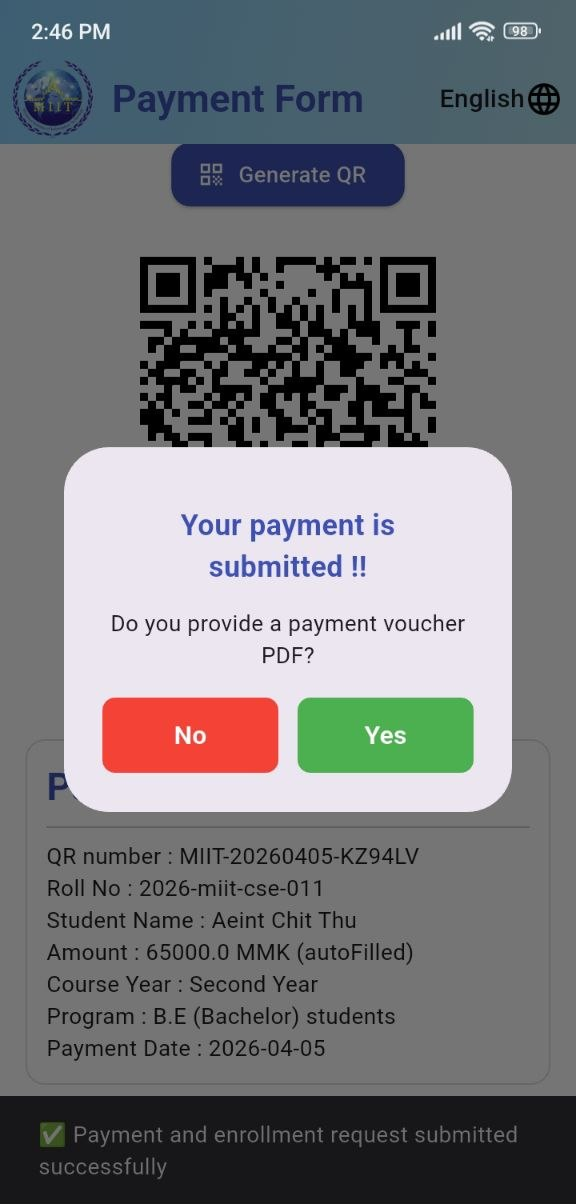 2:46 PM
98
MIIT
Payment Form
English
Generate QR
Your payment is
submitted !!
Do you provide a payment voucher
PDF?
No
Yes
QR number : MIIT-20260405-KZ94LV
Roll No : 2026-miit-cse-011
Student Name : Aeint Chit Thu
Amount : 65000.0 MMK (autoFilled)
Course Year : Second Year
Program : B.E (Bachelor) students
Payment Date : 2026-04-05
✅ Payment and enrollment request submitted
successfully